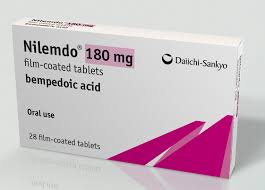 Nilemdo® 180 mg
film-coated tablets
bempedoic acid
Oral use
28 film-coated tablets
Daiichi-Sankyo